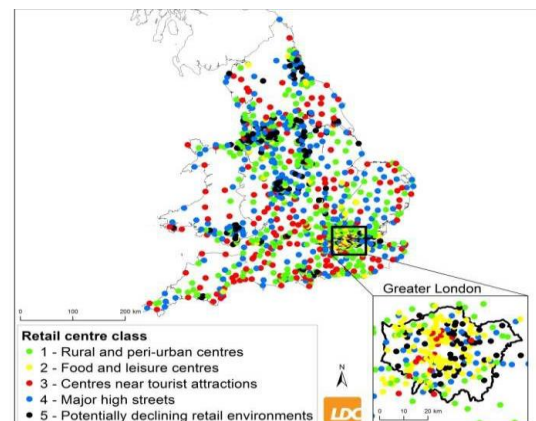 0
100
200 km
Greater London
Retail centre class
1 - Rural and peri-urban centres
2 - Food and leisure centres
3 - Centres near tourist attractions
4 - Major high streets
5 - Potentially declining retail environments
N
LDC
0
10
20 km